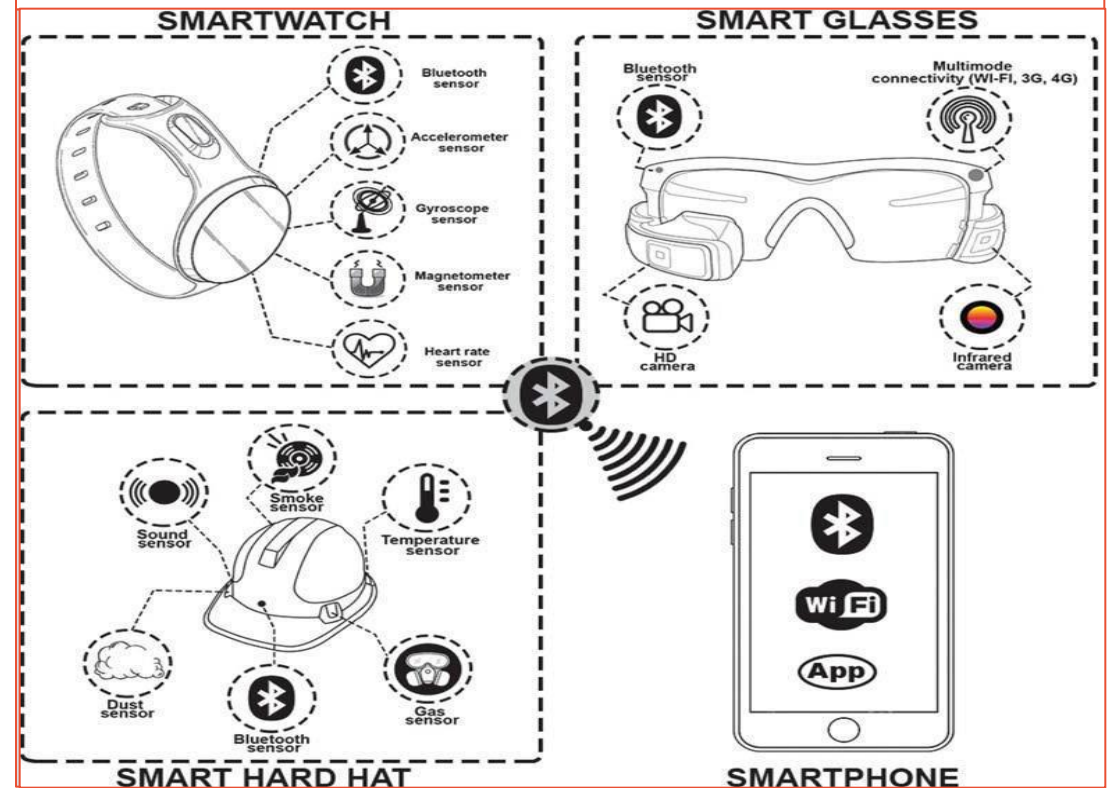 SMARTWATCH
Bluetooth
sensor
Accelerometer
sensor
Gyroscope
sensor
Magnetometer
sensor
Heart rate
sensor
SMART GLASSES
Bluetooth
sensor
Multimode
connectivity (WI-FI, 3G, 4G)
HD
camera
Infrared
camera
Smoke
sensor
Sound
sensor
Temperature
sensor
Dust
sensor
Bluetooth
sensor
Gas
sensor
SMART HARD HAT
Wi Fi
App
SMARTPHONE